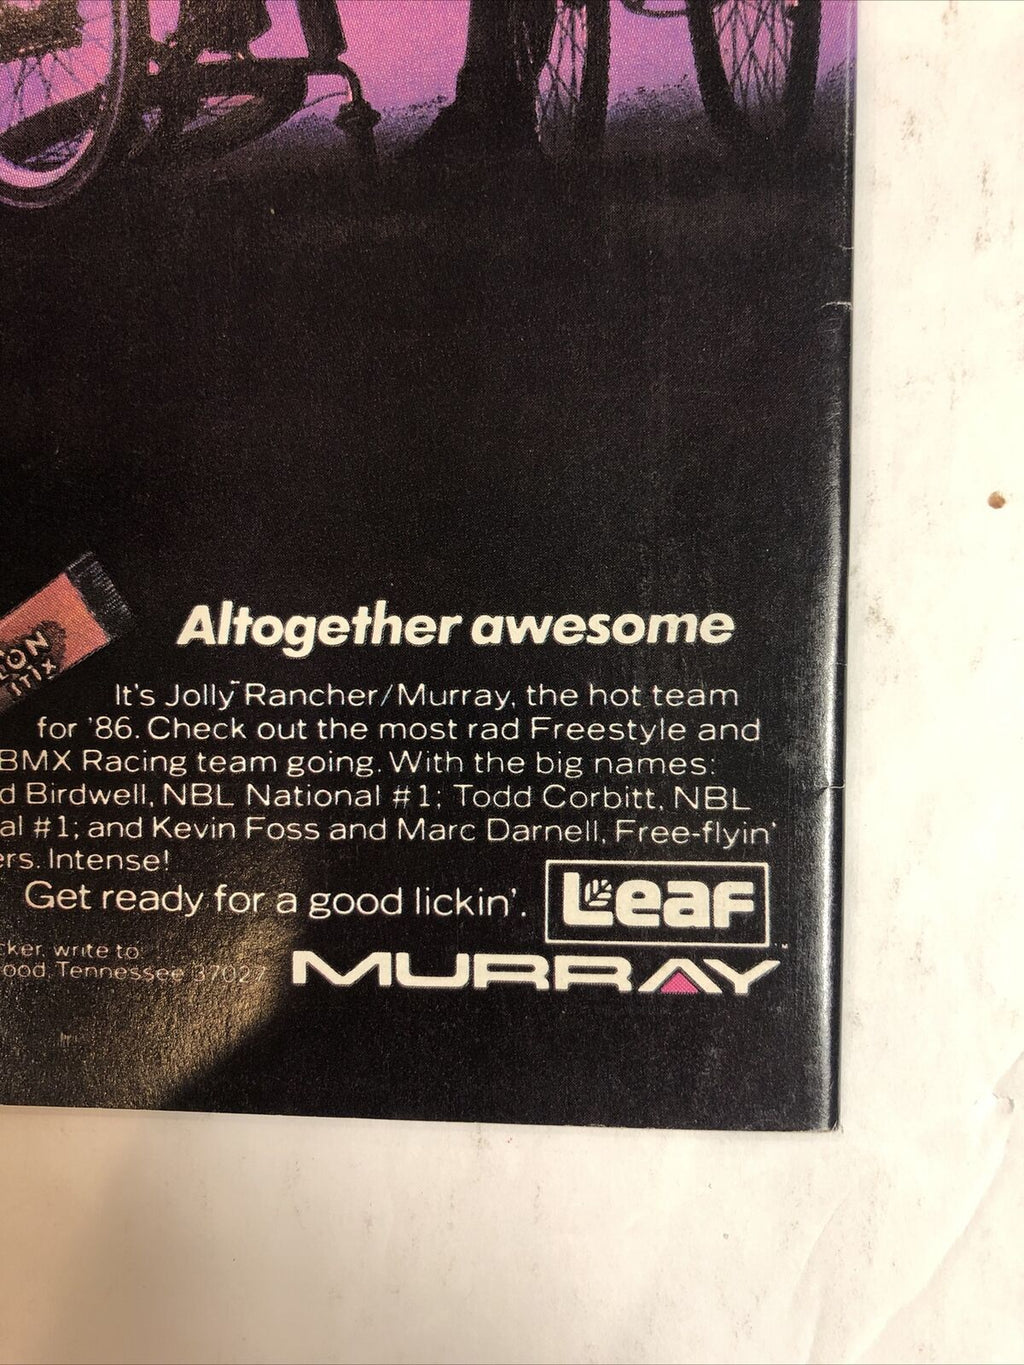 ON
STIX
Altogether awesome
It's Jolly™ Rancher/Murray, the hot team
for '86. Check out the most rad Freestyle and
BMX Racing team going. With the big names:
d Birdwell, NBL National #1; Todd Corbitt, NBL
al #1; and Kevin Foss and Marc Darnell, Free-flyin'
ers. Intense!
Get ready for a good lickin'.
Leaf
cker, write to:
ood, Tennessee 37027
MURRAY™